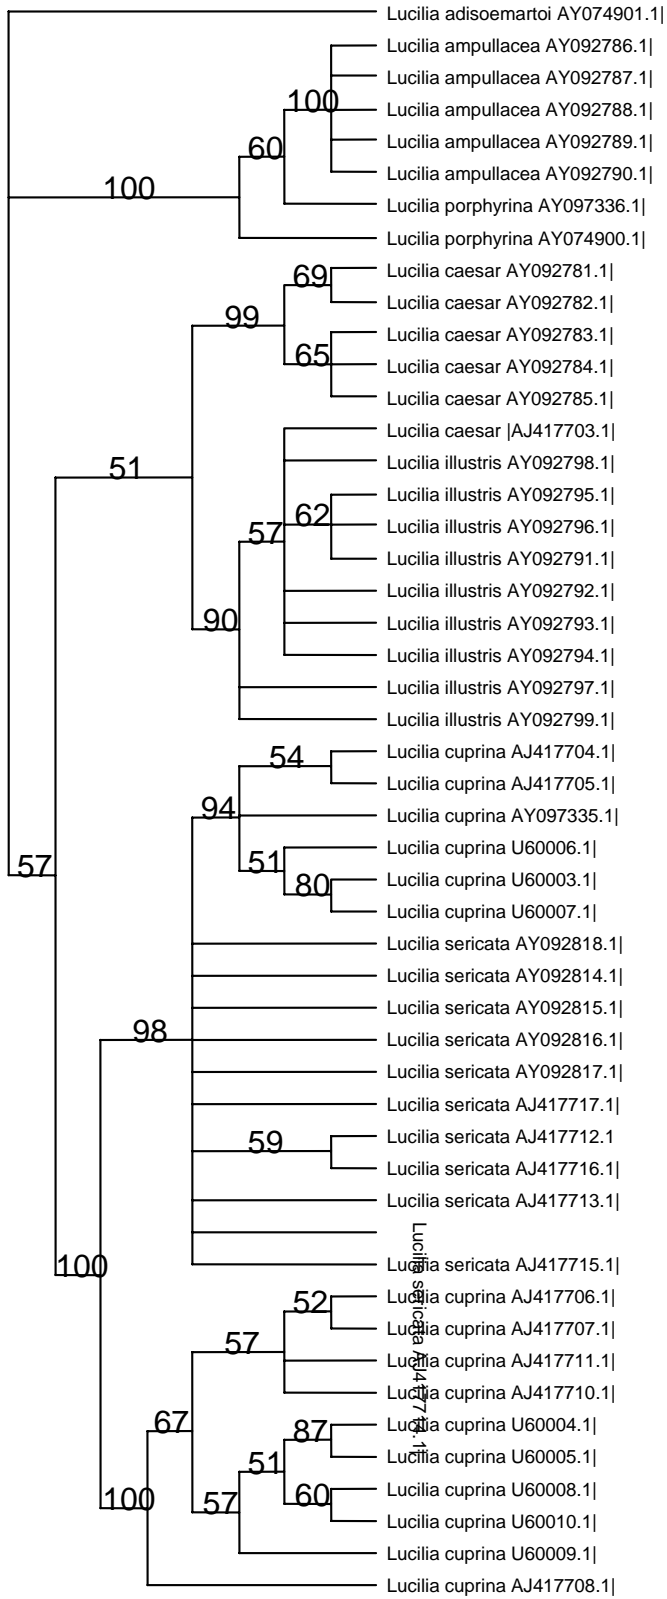 Lucilia adisoemartoi AY074901.1|
Lucilia ampullacea AY092786.1|
Lucilia ampullacea AY092787.1|
100
Lucilia ampullacea AY092788.1|
Lucilia ampullacea AY092789.1|
60
Lucilia ampullacea AY092790.1|
100
Lucilia porphyrina AY097336.1|
Lucilia porphyrina AY074900.1|
Lucilia caesar AY092781.1|
69
Lucilia caesar AY092782.1|
99
Lucilia caesar AY092783.1|
65
Lucilia caesar AY092784.1|
Lucilia caesar AY092785.1|
Lucilia caesar |AJ417703.1|
51
Lucilia illustris AY092798.1|
Lucilia illustris AY092795.1|
62
Lucilia illustris AY092796.1|
57
Lucilia illustris AY092791.1|
Lucilia illustris AY092792.1|
90
Lucilia illustris AY092793.1|
Lucilia illustris AY092794.1|
Lucilia illustris AY092797.1|
Lucilia illustris AY092799.1|
Lucilia cuprina AJ417704.1|
54
Lucilia cuprina AJ417705.1|
94
Lucilia cuprina AY097335.1|
Lucilia cuprina U60006.1|
51
57
Lucilia cuprina U60003.1|
80
Lucilia cuprina U60007.1|
Lucilia sericata AY092818.1|
Lucilia sericata AY092814.1|
Lucilia sericata AY092815.1|
98
Lucilia sericata AY092816.1|
Lucilia sericata AY092817.1|
Lucilia sericata AJ417717.1|
Lucilia sericata AJ417712.1
59
Lucilia sericata AJ417716.1|
Lucilia sericata AJ417713.1|
Lucilia sericata AJ417714.1|
Lucilia sericata AJ417715.1|
100
Lucilia cuprina AJ417706.1|
52
Lucilia cuprina AJ417707.1|
57
Lucilia cuprina AJ417711.1|
Lucilia cuprina AJ417710.1|
67
Lucilia cuprina U60004.1|
87
Lucilia cuprina U60005.1|
51
Lucilia cuprina U60008.1|
60
100
57
Lucilia cuprina U60010.1|
Lucilia cuprina U60009.1|
Lucilia cuprina AJ417708.1|